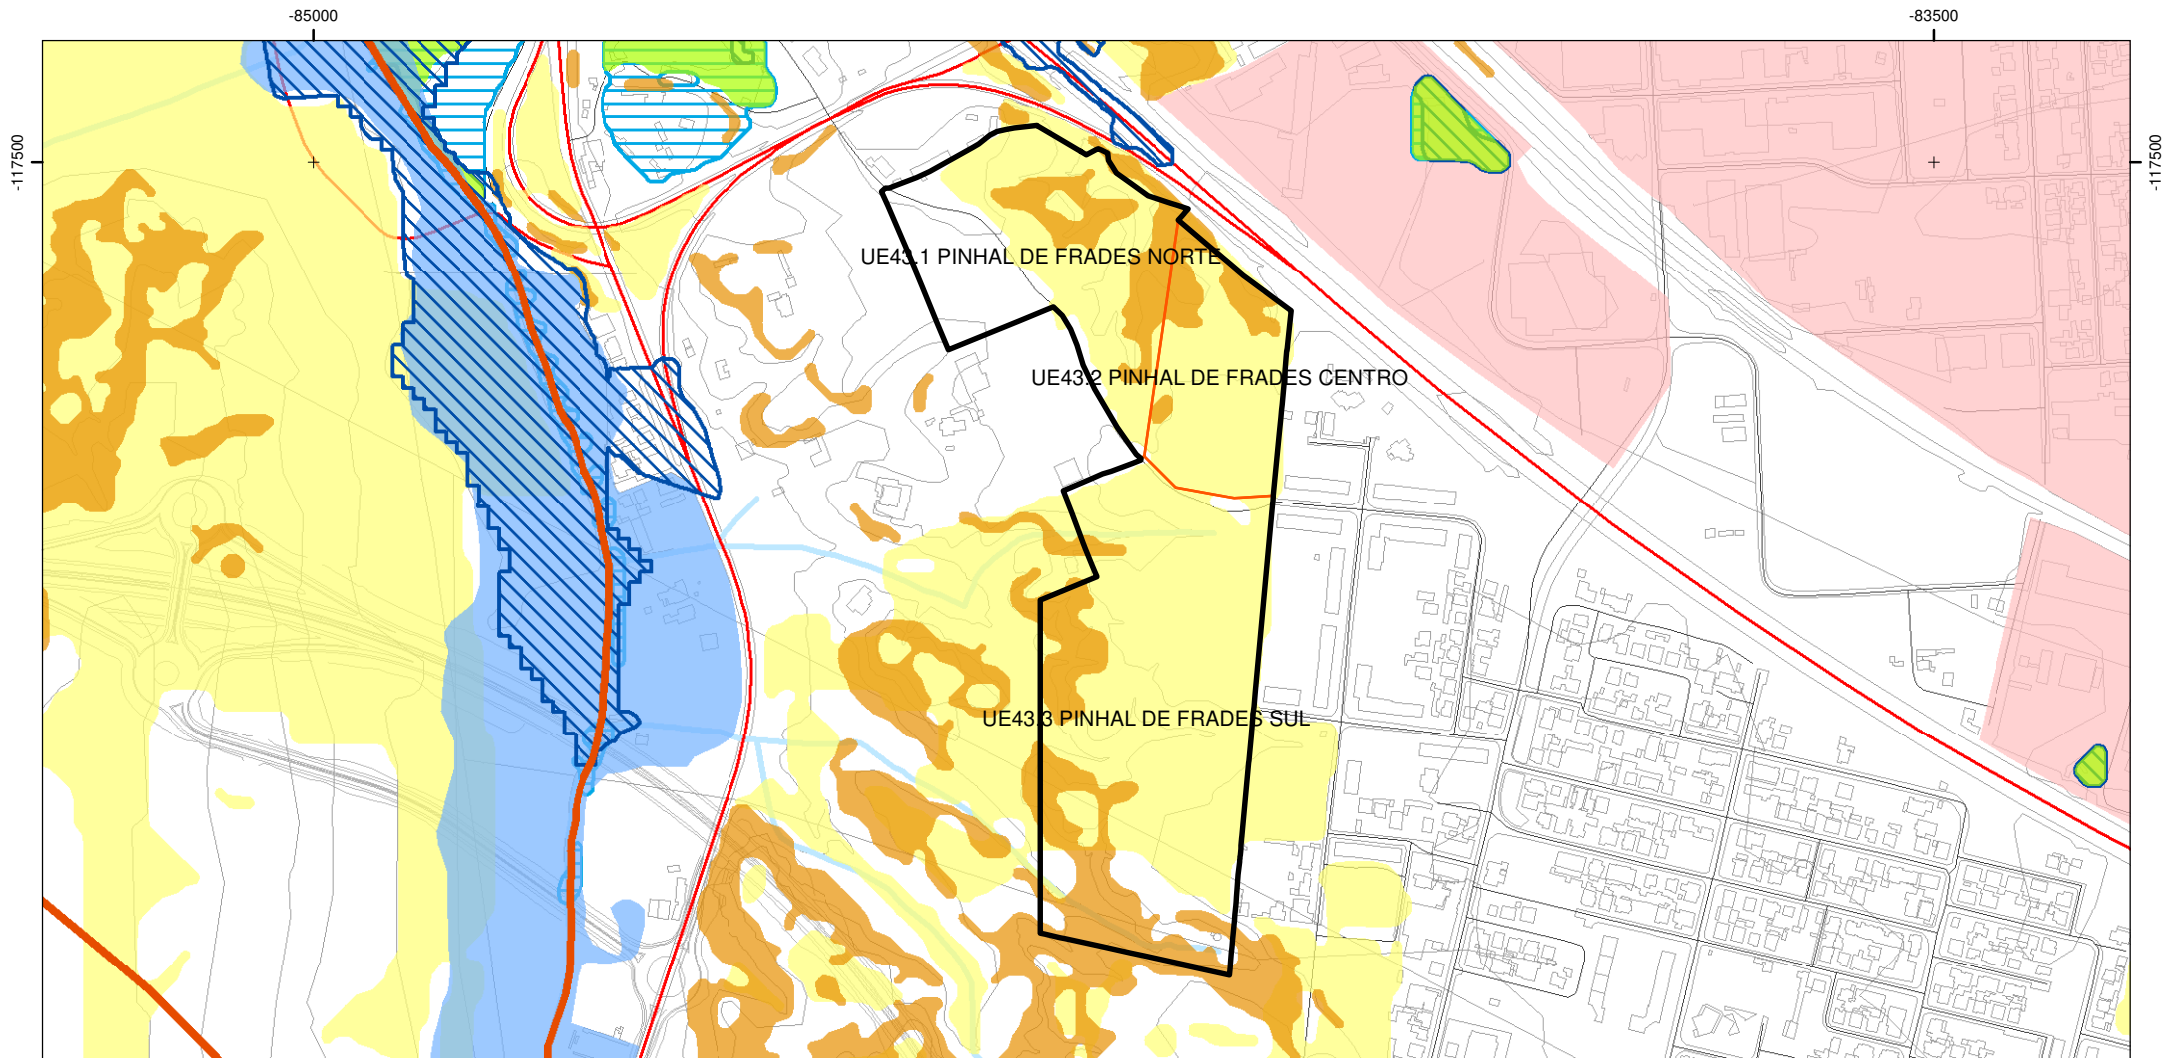 -85000
-83500
-117500
-117500
UE43.1 PINHAL DE FRADES NORTE
UE43.2 PINHAL DE FRADES CENTRO
UE43.3 PINHAL DE FRADES SUL